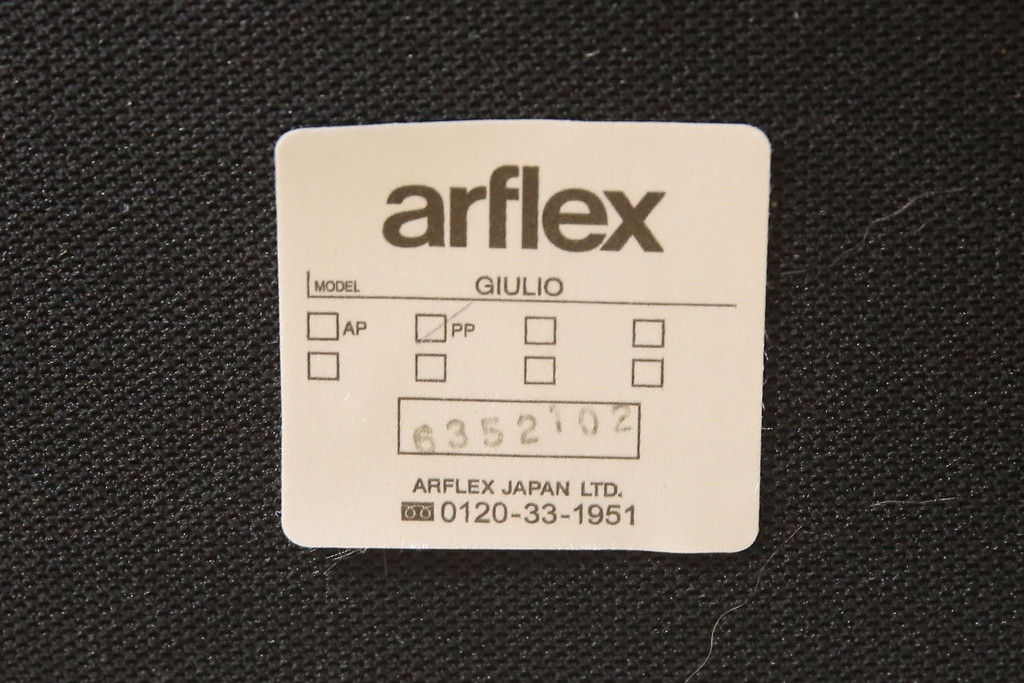 arflex
MODEL GIULIO
AP PP
6352102
ARFLEX JAPAN LTD.
0120-33-1951